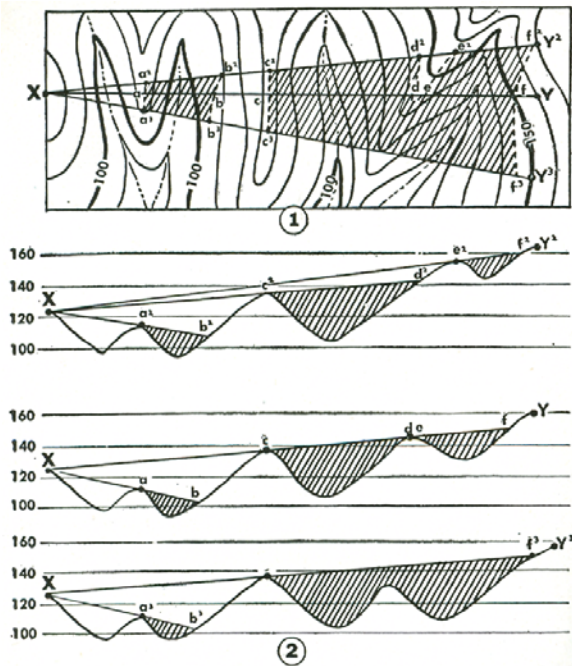 a² b² c² d² e² f² Y²
X a b c d e f Y
a³ b³ c³ f³ Y³
100 100 100 150
1
160 e² f² Y²
140 X c² d²
120 a² b²
100
160 Y
140 X c d e f
120 a b
100
160 f³ Y³
140 X
120 a³ b³
100
2